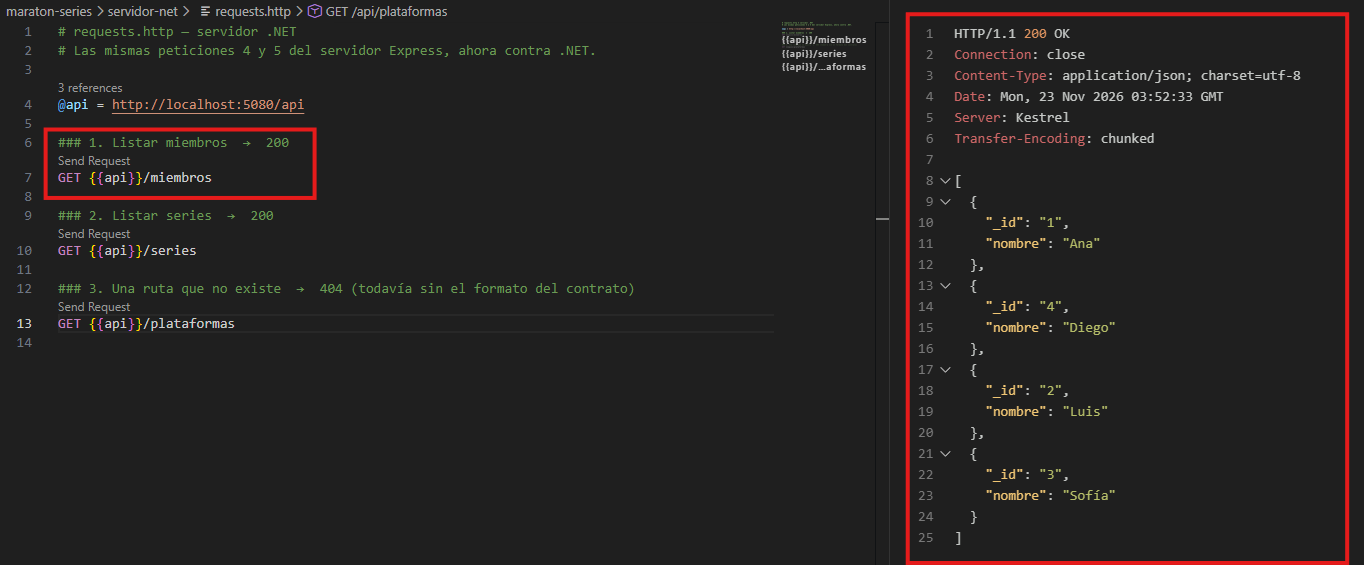 maraton-series > servidor-net > requests.http > GET /api/plataformas
1 # requests.http — servidor .NET
2 # Las mismas peticiones 4 y 5 del servidor Express, ahora contra .NET.
3
3 references
4 @api = http://localhost:5080/api
5
6 ### 1. Listar miembros → 200
Send Request
7 GET {{api}}/miembros
8
9 ### 2. Listar series → 200
Send Request
10 GET {{api}}/series
11
12 ### 3. Una ruta que no existe → 404 (todavía sin el formato del contrato)
Send Request
13 GET {{api}}/plataformas
14
{{api}}/miembros
{{api}}/series
{{api}}/...aformas
1 HTTP/1.1 200 OK
2 Connection: close
3 Content-Type: application/json; charset=utf-8
4 Date: Mon, 23 Nov 2026 03:52:33 GMT
5 Server: Kestrel
6 Transfer-Encoding: chunked
7
8 [
9 {
10 "_id": "1",
11 "nombre": "Ana"
12 },
13 {
14 "_id": "4",
15 "nombre": "Diego"
16 },
17 {
18 "_id": "2",
19 "nombre": "Luis"
20 },
21 {
22 "_id": "3",
23 "nombre": "Sofía"
24 }
25 ]